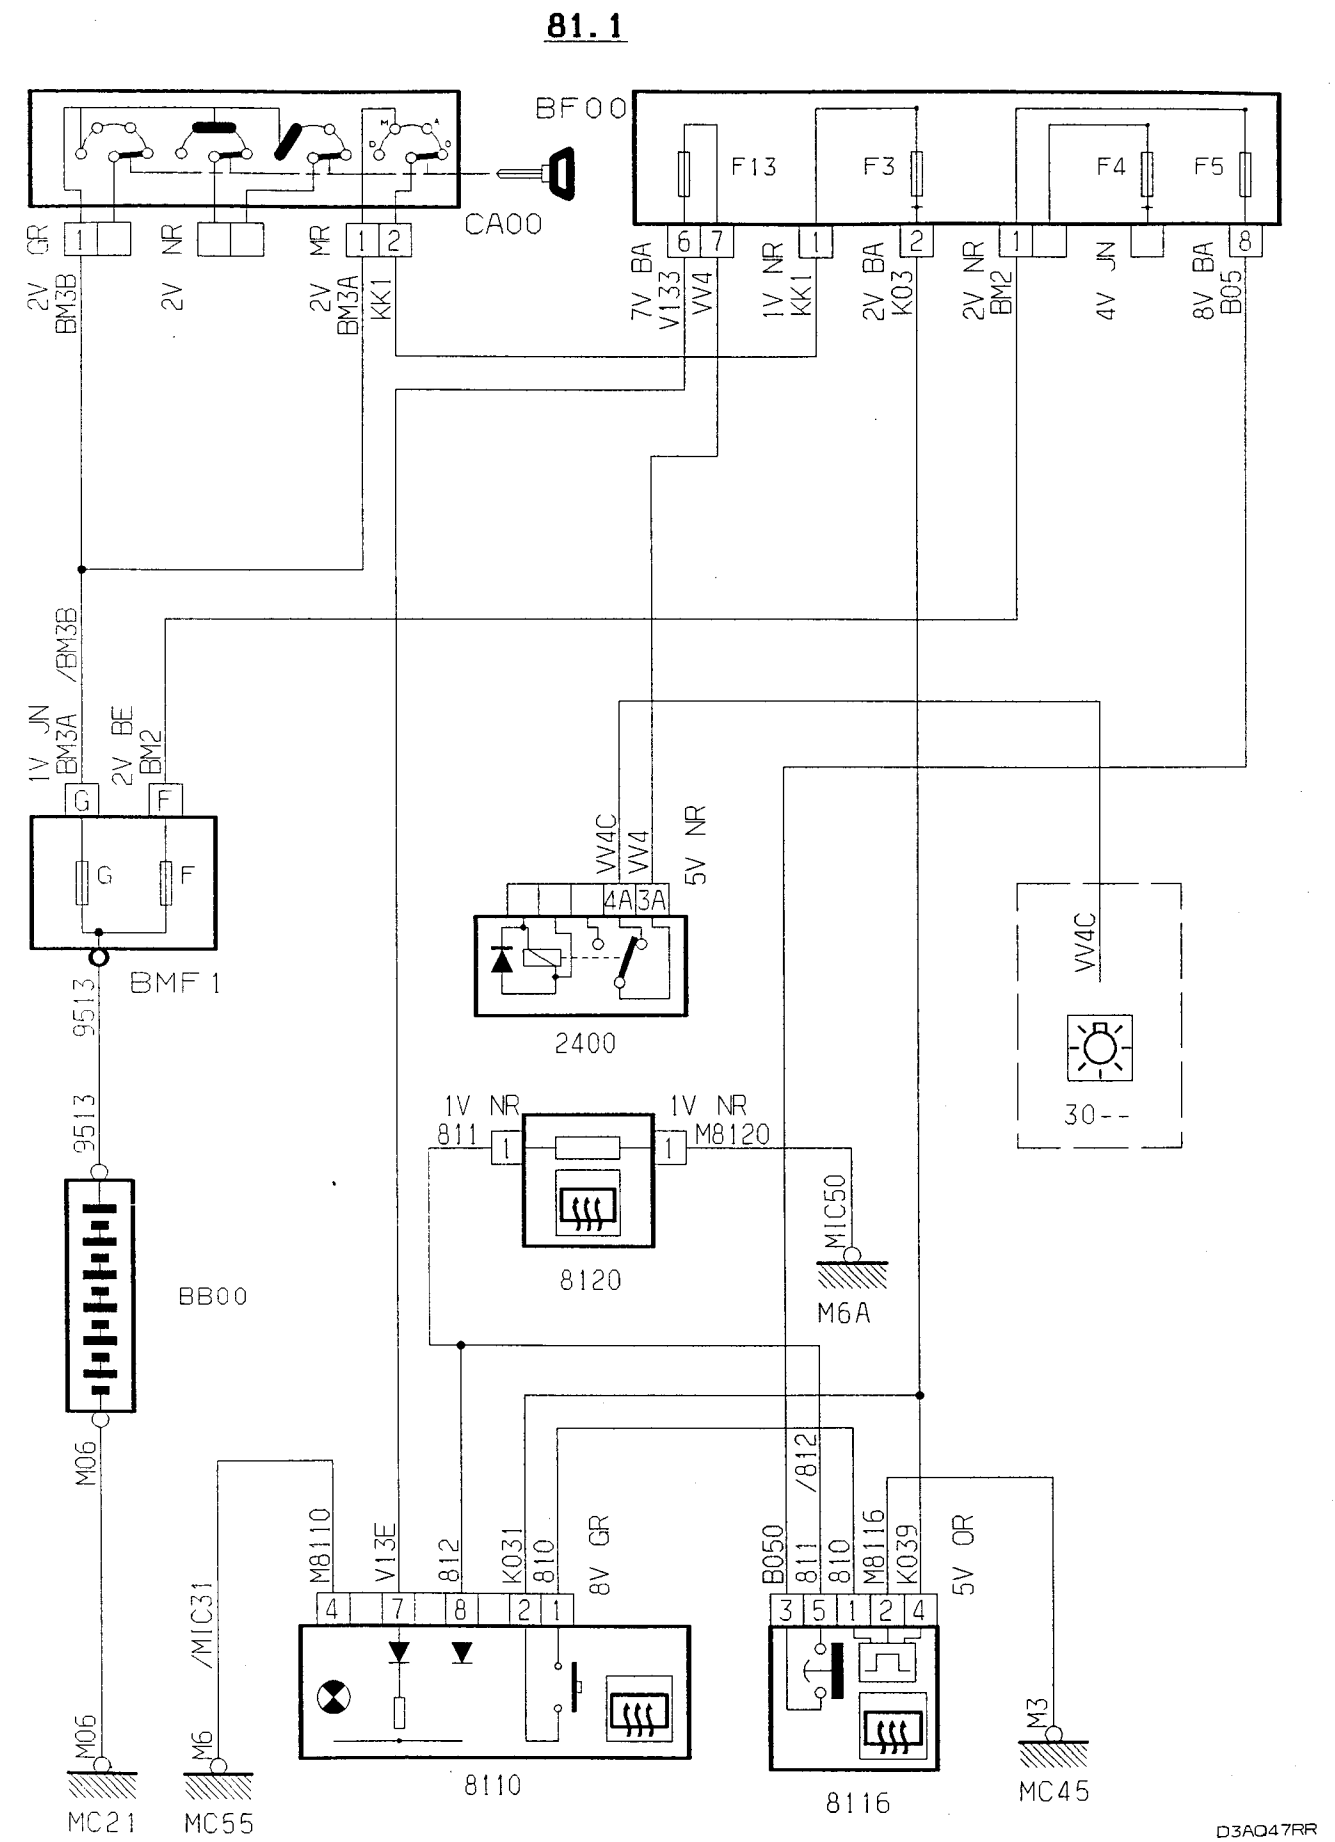 81.1
BF00
M
A
D
D
F13
F3
F4
F5
CA00
2V GR
1
BM3B
2V NR
2V MR
1
2
BM3A
KK1
7V BA
6
7
V133
VV4
1V NR
1
KK1
2V BA
2
K03
2V NR
1
BM2
4V JN
8V BA
8
B05
/BM3B
1V JN
BM3A
2V BE
BM2
G
F
G
F
BMF1
9513
9513
VV4C
VV4
5V NR
4A
3A
2400
VV4C
30--
1V NR
811
1
1V NR
M8120
1
8120
MIC50
M6A
BB00
M06
M06
MC21
/MIC31
M6
MC55
M8110
V13E
812
K031
810
8V GR
4
7
8
2
1
8110
/812
B050
811
810
M8116
K039
5V OR
3
5
1
2
4
8116
M3
MC45
D3AQ47RR